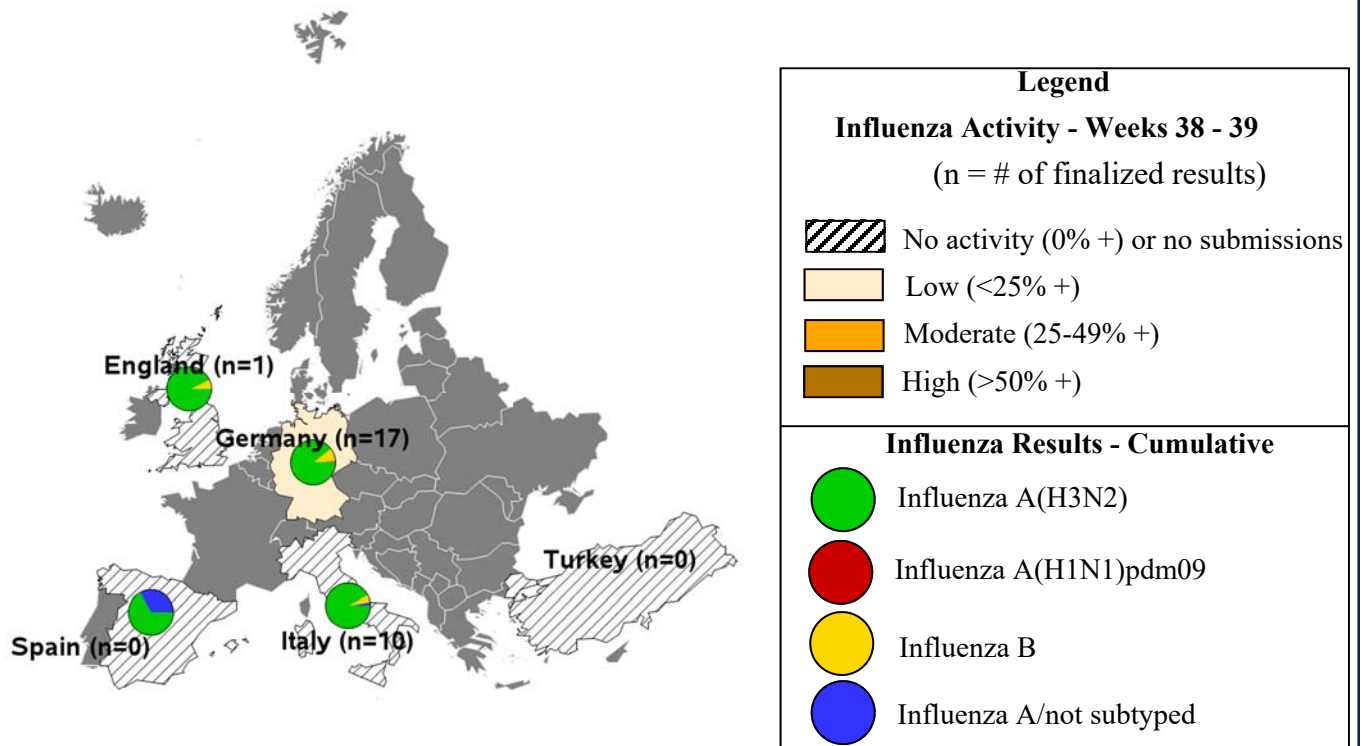 England (n=1)
Germany (n=17)
Turkey (n=0)
Spain (n=0)
Italy (n=10)
Legend
Influenza Activity - Weeks 38 - 39
(n = # of finalized results)
No activity (0% +) or no submissions
Low (<25% +)
Moderate (25-49% +)
High (>50% +)
Influenza Results - Cumulative
Influenza A(H3N2)
Influenza A(H1N1)pdm09
Influenza B
Influenza A/not subtyped